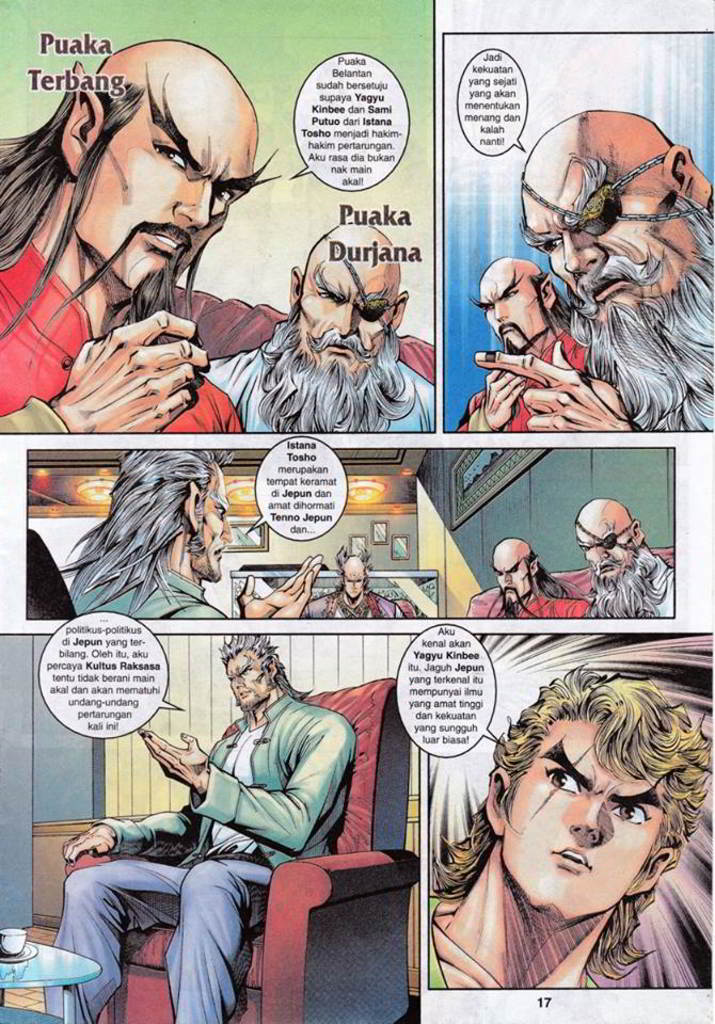 Puaka
Terbang
Puaka
Belantan
sudah bersetuju
supaya Yagyu
Kinbee dan Sami
Putuo dari Istana
Tosho menjadi hakim-
hakim pertarungan.
Aku rasa dia bukan
nak main
akal!
Puaka
Durjana
Jadi
kekuatan
yang sejati
yang akan
menentukan
menang dan
kalah
nanti!
Istana
Tosho
merupakan
tempat keramat
di Jepun dan
amat dihormati
Tenno Jepun
dan...
...
politikus-politikus
di Jepun yang ter-
bilang. Oleh itu, aku
percaya Kultus Raksasa
tentu tidak berani main
akal dan akan mematuhi
undang-undang
pertarungan
kali ini!
Aku
kenal akan
Yagyu Kinbee
itu. Jaguh Jepun
yang terkenal itu
mempunyai ilmu
yang amat tinggi
dan kekuatan
yang sungguh
luar biasa!
17